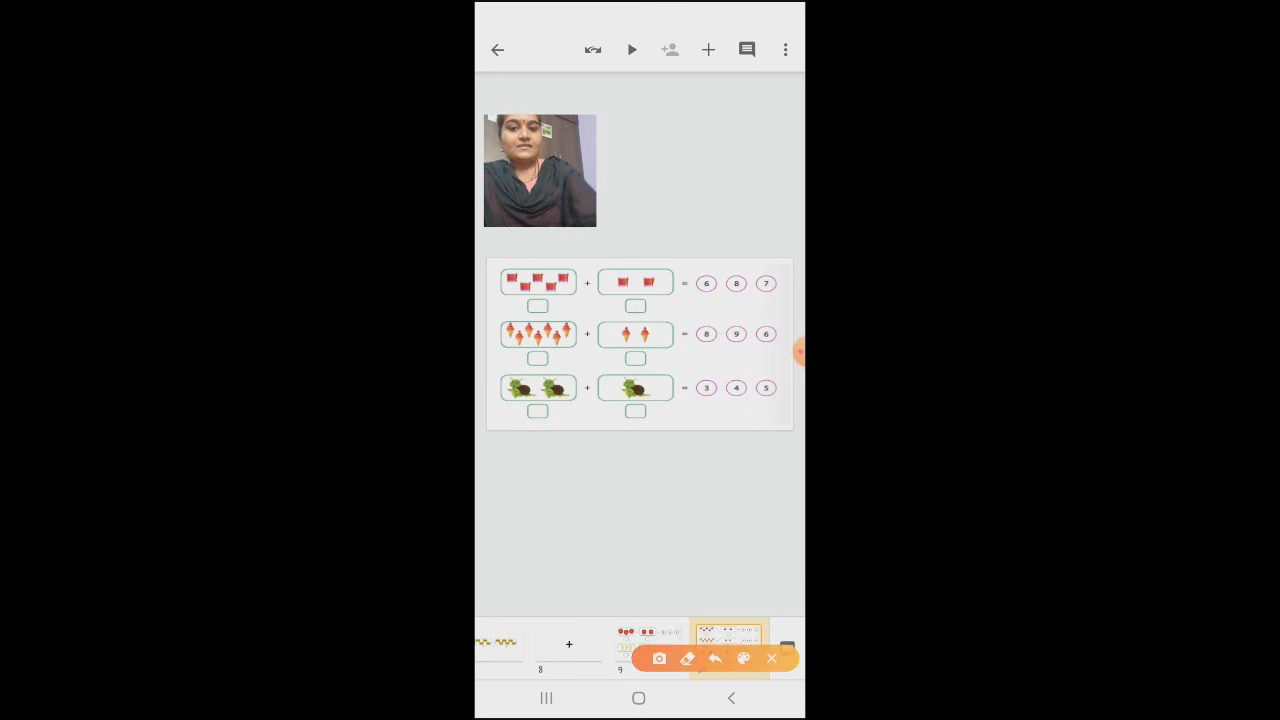 + = 6 8 7
+ = 8 9 6
+ = 3 4 5
+
8 9